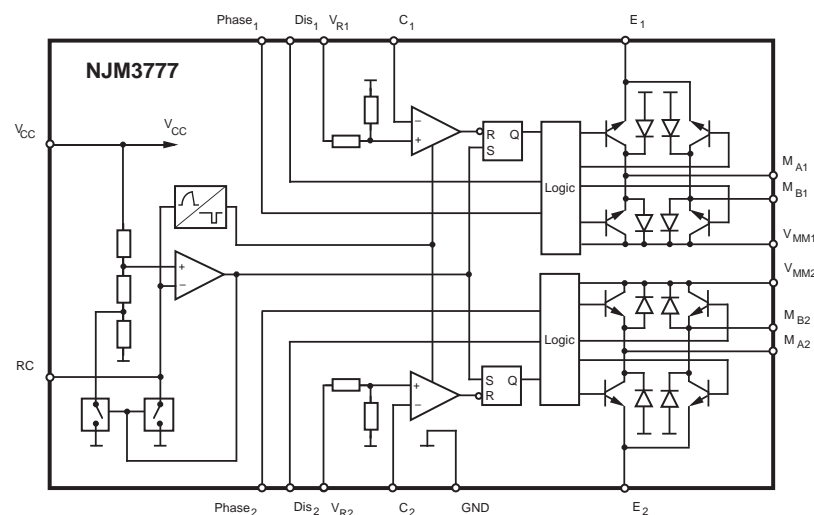 Phase1 Dis1 VR1 C1 E1
NJM3777
VCC
VCC
− +
R Q
S
Logic
MA1
MB1
VMM1
+ −
VMM2
Logic
MB2
MA2
RC
+ −
S Q
R
Phase2 Dis2 VR2 C2 GND E2